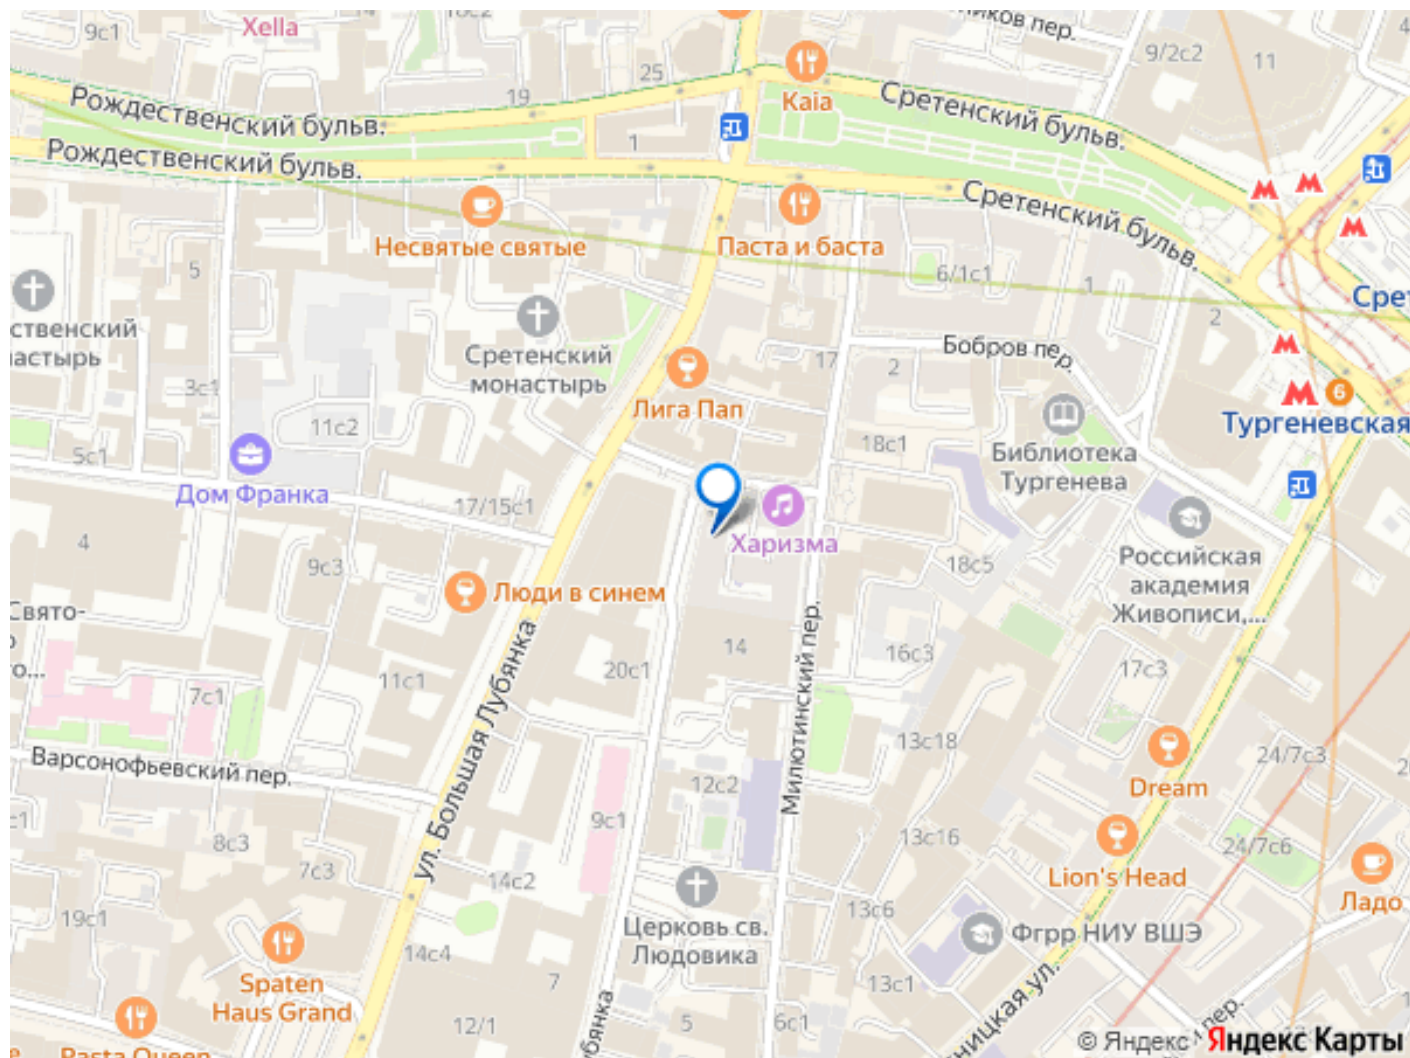 9с1
Xella
16с2
9/2с2
11
25
19
Kaia
Рождественский бульв.
Сретенский бульв.
1
Рождественский бульв.
Сретенский бульв.
Несвятые святые
Паста и баста
5
6/1с1
1
2
Сретенский
монастырь
Бобров пер.
17
2
3с1
Лига Пап
Тургеневская
6
11с2
18с1
Библиотека
Тургенева
5с1
Дом Франка
17/15с1
4
Харизма
9с3
18с5
Российская
академия
Живописи,...
Люди в синем
14
16с3
20с1
17с3
11с1
7с1
ул. Большая Лубянка
Милютинский пер.
13с18
24/7с3
Варсонофьевский пер.
12с2
Dream
9с1
13с16
8с3
24/7с6
7с3
Lion's Head
14с2
Ладо
19с1
13с6
Церковь св.
Людовика
Фгрр НИУ ВШЭ
14с4
Spaten
Haus Grand
7
13с1
12/1
5
6с1
Pasta Queen
© Яндекс Яндекс Карты